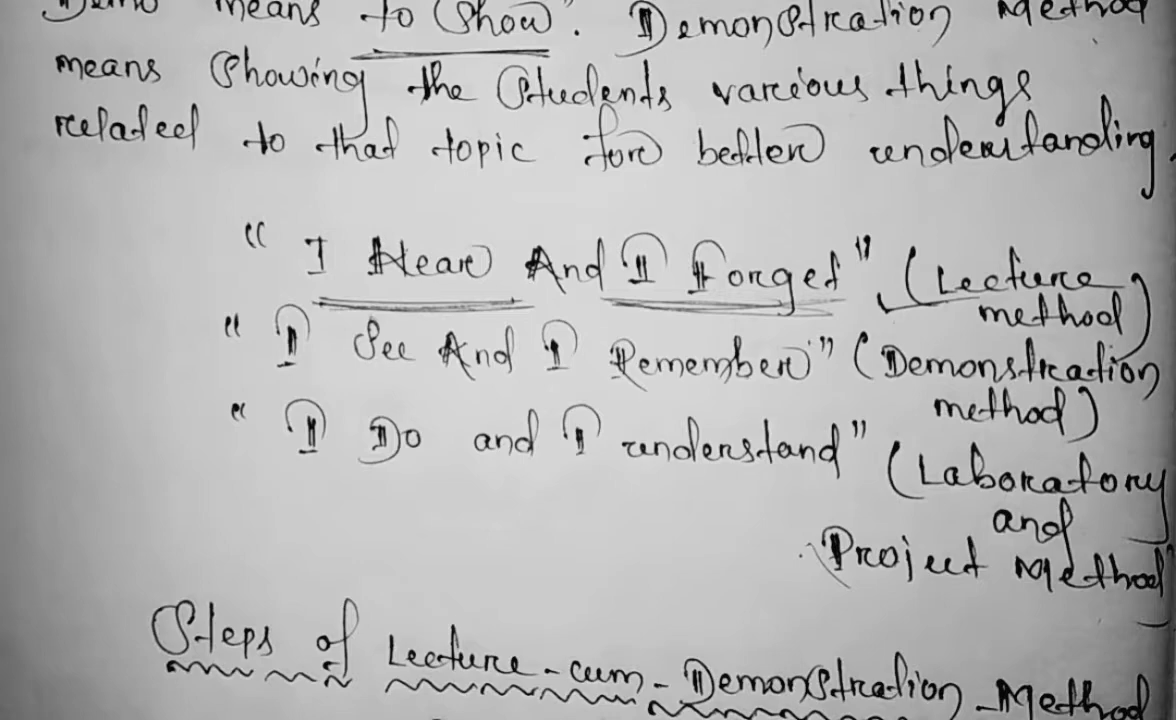 Demo means to Show". Demonstration Method
means Showing the Students various things
related to that topic for better understanding.
" I Hear And I Forget" (Lecture
method)
" I See And I Remember" (Demonstration
method)
" I Do and I understand" (Laboratory
and
Project Method)
Steps of Lecture-cum-Demonstration Method